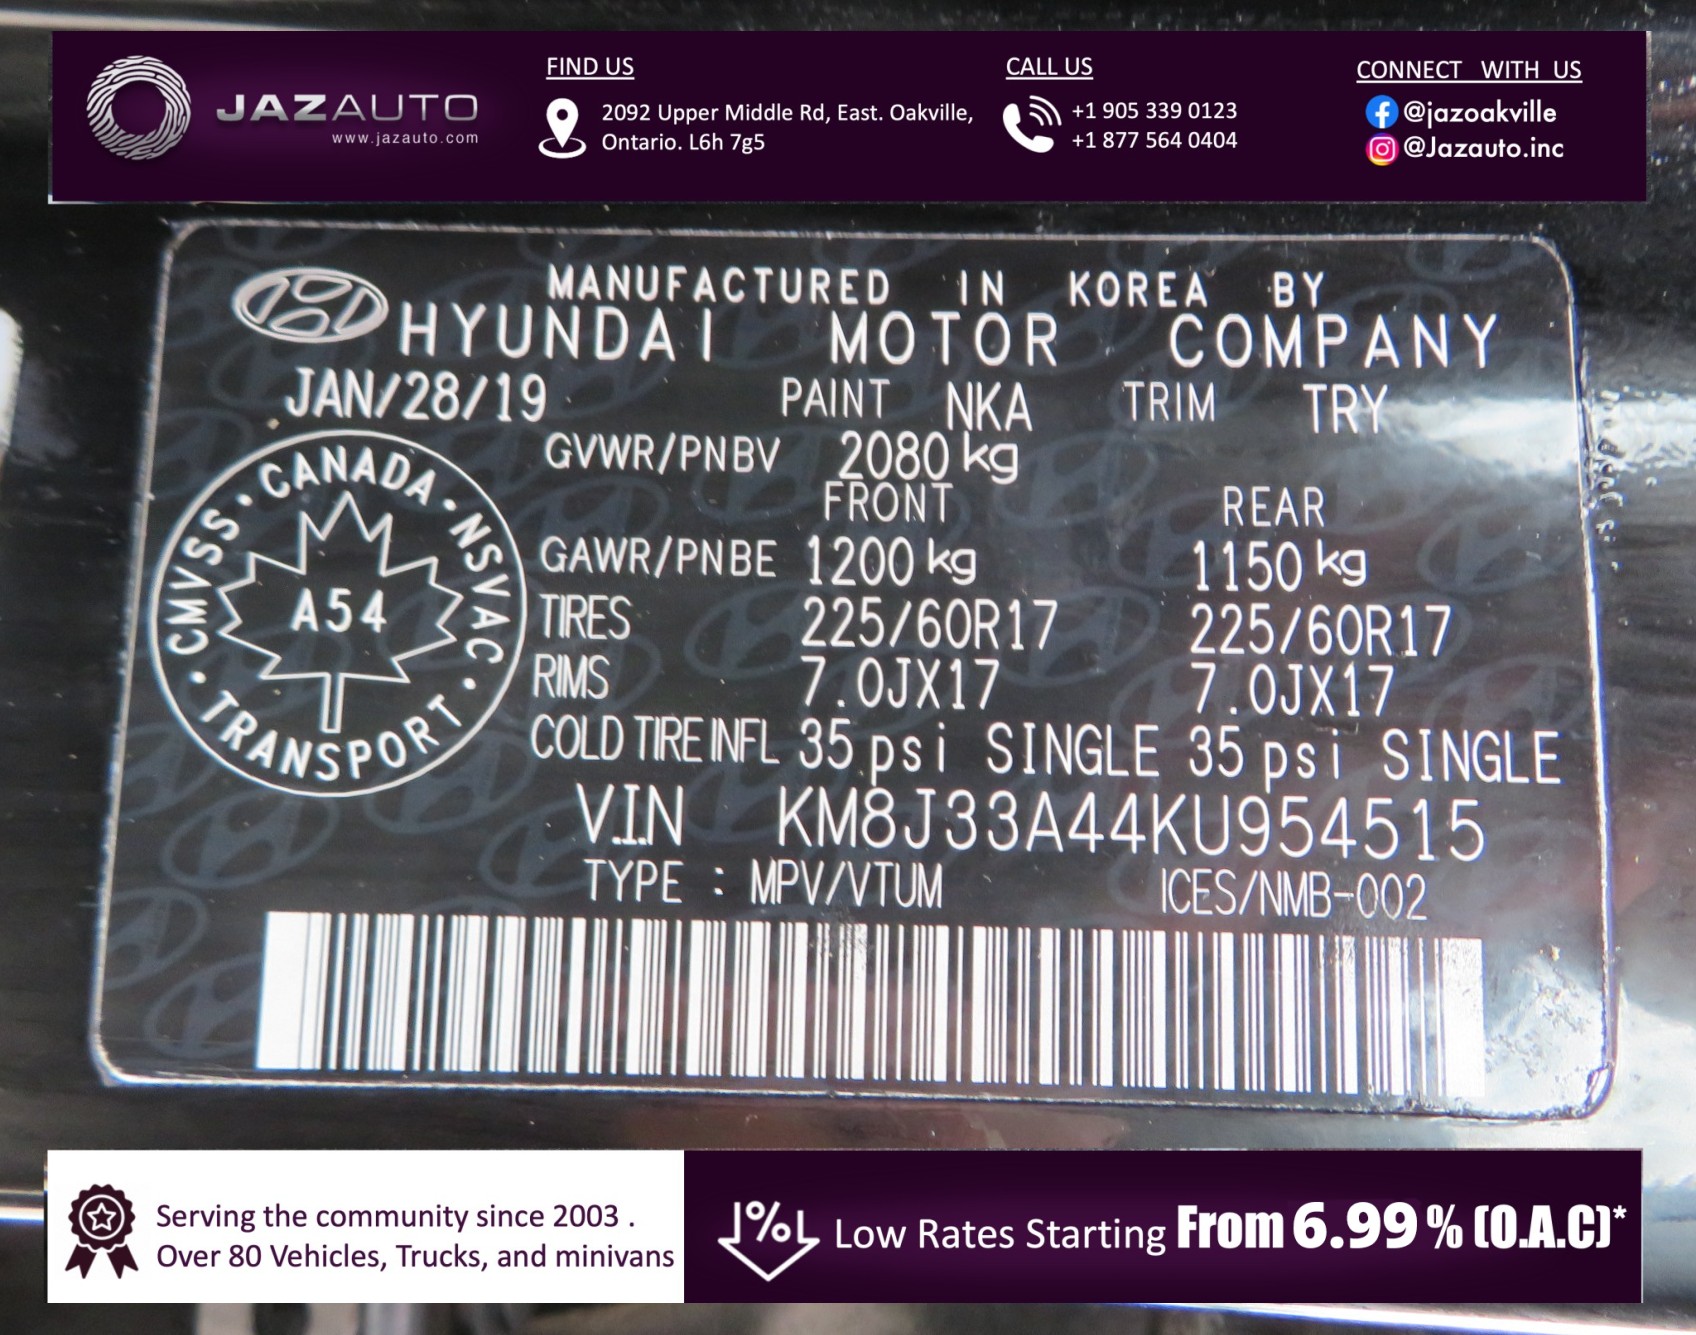 JAZAUTO
www.jazauto.com
FIND US
2092 Upper Middle Rd, East. Oakville,
Ontario. L6h 7g5
CALL US
+1 905 339 0123
+1 877 564 0404
CONNECT WITH US
@jazoakville
@Jazauto.inc
MANUFACTURED IN KOREA BY
HYUNDAI MOTOR COMPANY
JAN/28/19 PAINT NKA TRIM TRY
GVWR/PNBV 2080 kg
FRONT REAR
GAWR/PNBE 1200 kg 1150 kg
TIRES 225/60R17 225/60R17
RIMS 7.0JX17 7.0JX17
COLD TIRE INFL 35 psi SINGLE 35 psi SINGLE
V.I.N KM8J33A44KU954515
TYPE : MPV/VTUM ICES/NMB-002
CMVSS · CANADA · NSVAC · TRANSPORT ·
A54
Serving the community since 2003 .
Over 80 Vehicles, Trucks, and minivans
% Low Rates Starting From 6.99 % (O.A.C)*